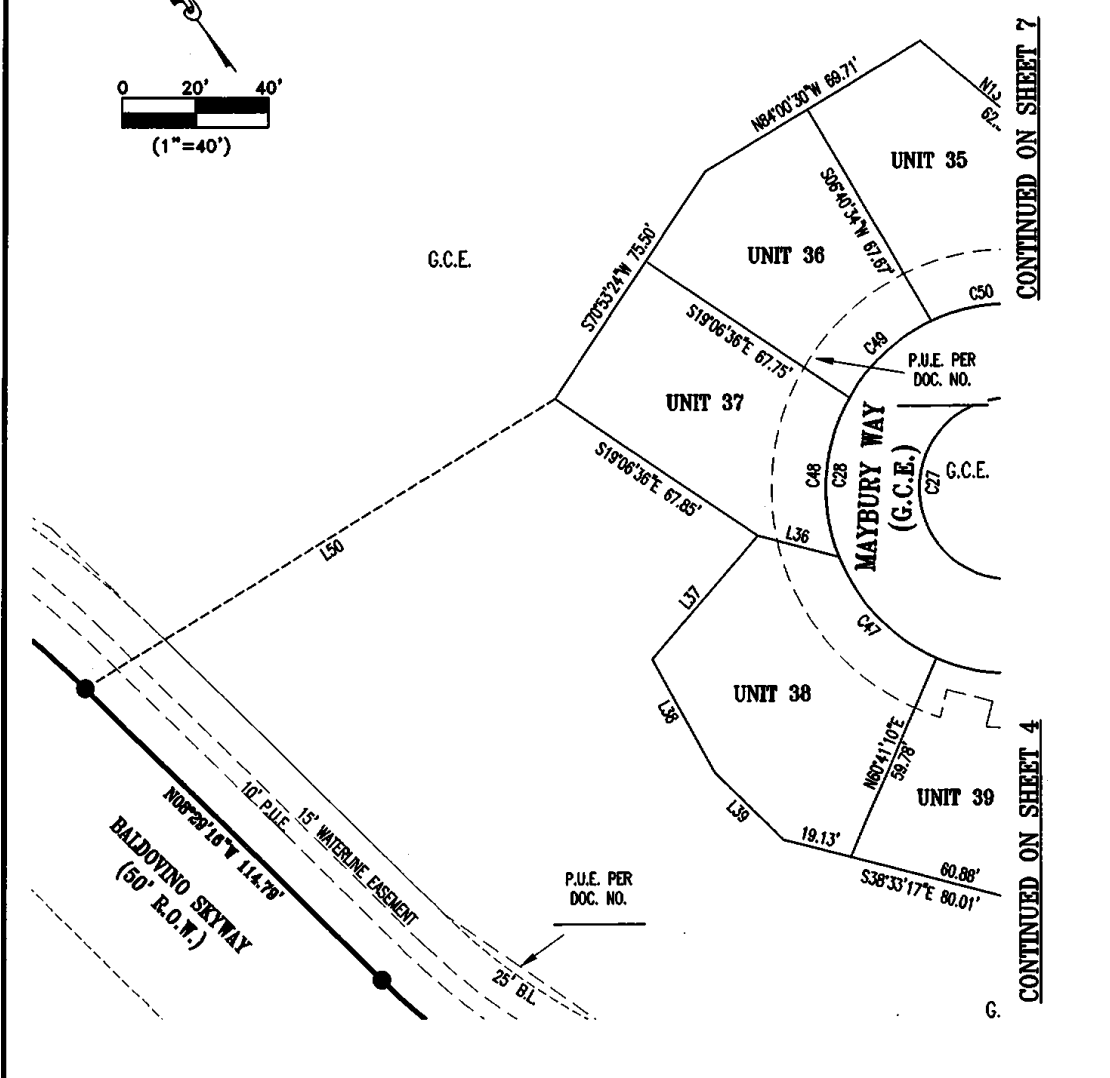 0 20' 40'
(1"=40')
G.C.E.
N84°00'30"W 69.71'
UNIT 35
S06°40'34"W 67.67'
UNIT 36
S70°53'24"W 75.50'
S19°06'36"E 67.75'
C50
C49
P.U.E. PER
DOC. NO.
UNIT 37
S19°06'36"E 67.85'
C48
C28
MAYBURY WAY
(G.C.E.)
C27
G.C.E.
L36
L50
L37
C47
UNIT 38
L38
L39
N60°41'10"E
59.78'
UNIT 39
19.13'
60.88'
S38°33'17"E 80.01'
N08°29'16"W 114.79'
10' P.U.E.
15' WATERLINE EASEMENT
BALDOVINO SKYWAY
(50' R.O.W.)
P.U.E. PER
DOC. NO.
25' B.L.
G.
CONTINUED ON SHEET 7
CONTINUED ON SHEET 4